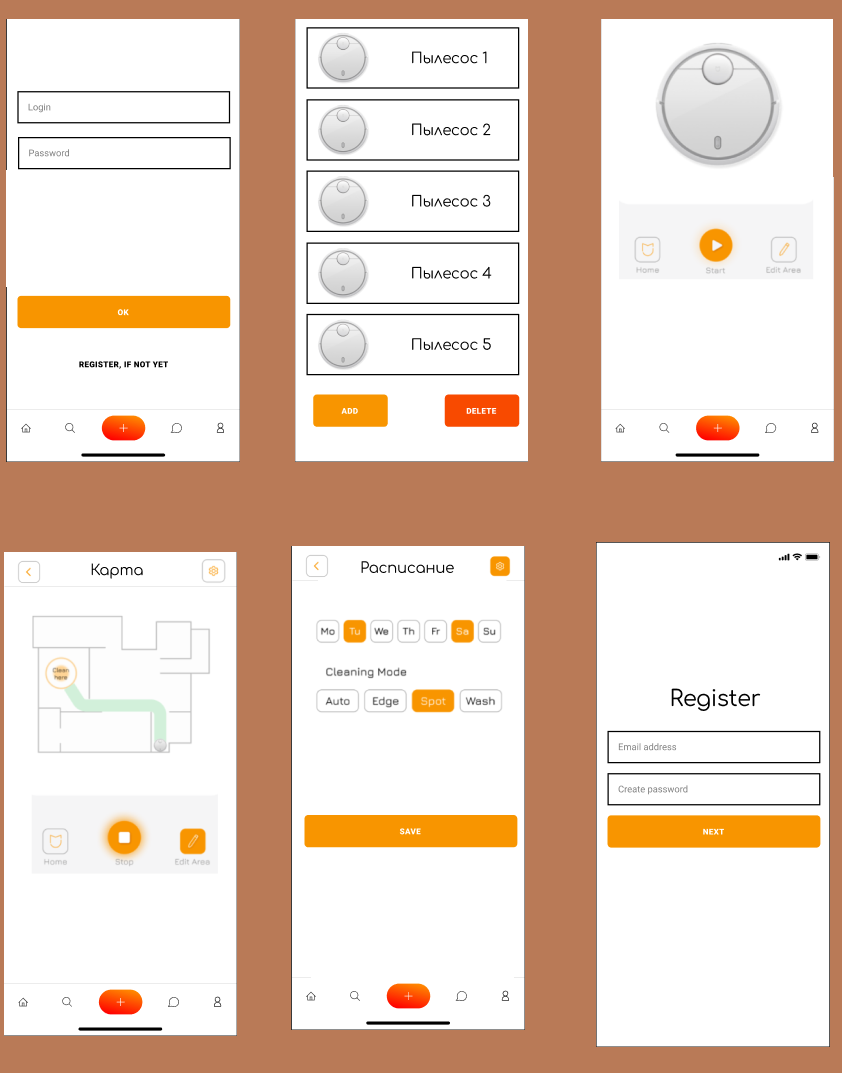 Login
Password
OK
REGISTER, IF NOT YET
Пылесос 1
Пылесос 2
Пылесос 3
Пылесос 4
Пылесос 5
ADD
DELETE
Home
Start
Edit Area
Карта
Clean
here
Home
Stop
Edit Area
Расписание
Mo Tu We Th Fr Sa Su
Cleaning Mode
Auto Edge Spot Wash
SAVE
Register
Email address
Create password
NEXT